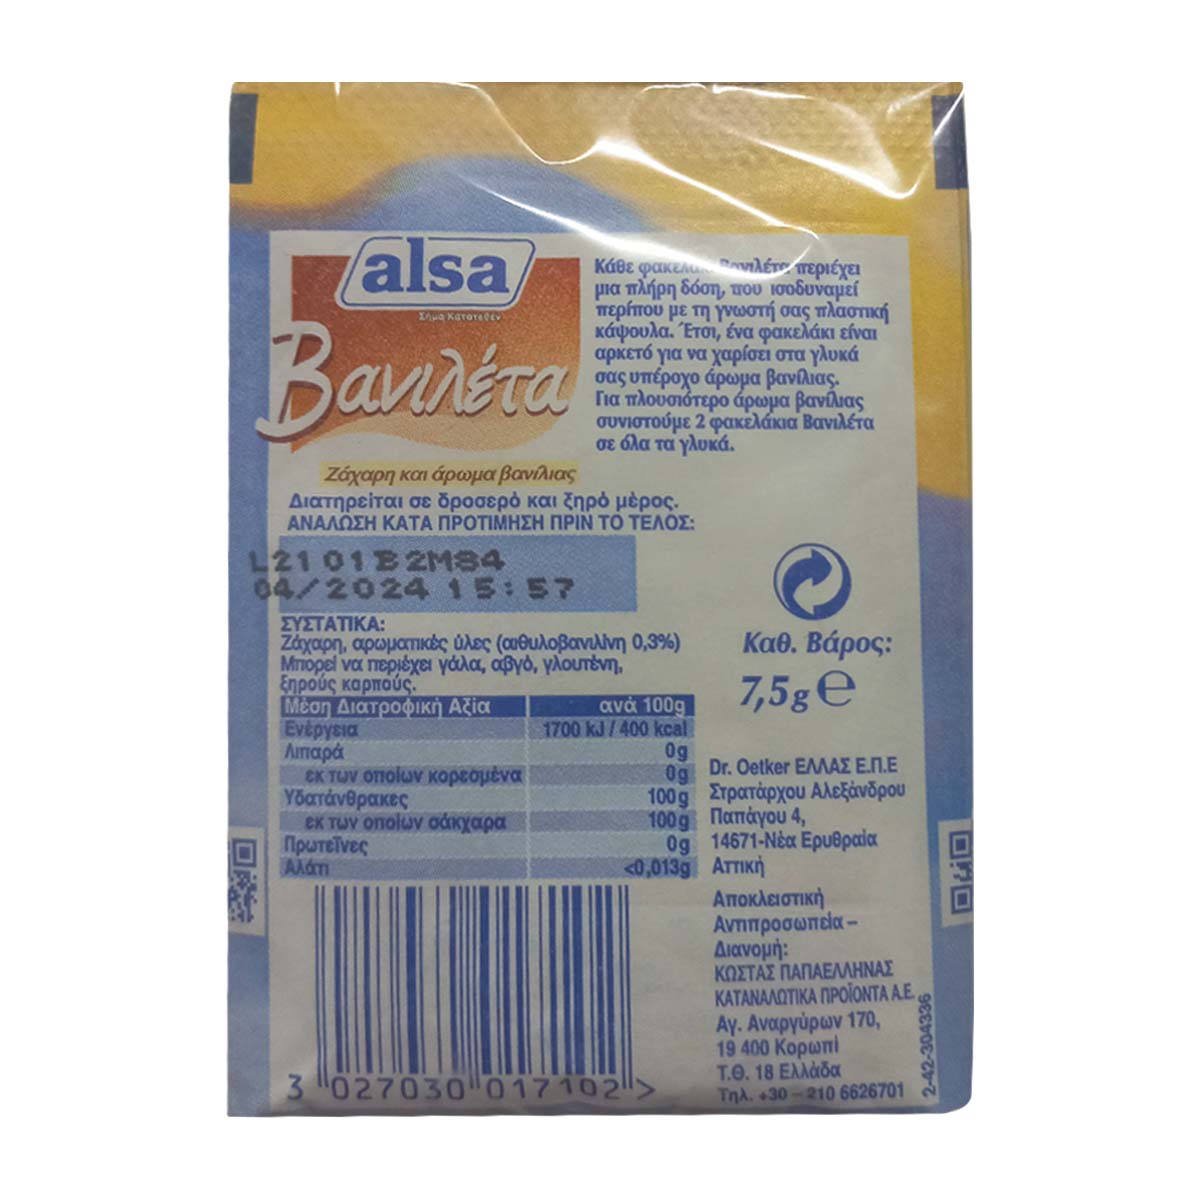 alsa
Σήμα Κατατεθέν
Βανιλέτα
Ζάχαρη και άρωμα βανίλιας
Κάθε φακελάκι Βανιλέτα περιέχει
μια πλήρη δόση, που ισοδυναμεί
περίπου με τη γνωστή σας πλαστική
κάψουλα. Έτσι, ένα φακελάκι είναι
αρκετό για να χαρίσει στα γλυκά
σας υπέροχο άρωμα βανίλιας.
Για πλουσιότερο άρωμα βανίλιας
συνιστούμε 2 φακελάκια Βανιλέτα
σε όλα τα γλυκά.
Διατηρείται σε δροσερό και ξηρό μέρος.
ΑΝΑΛΩΣΗ ΚΑΤΑ ΠΡΟΤΙΜΗΣΗ ΠΡΙΝ ΤΟ ΤΕΛΟΣ:
L2101B2M84
04/2024 15:57
ΣΥΣΤΑΤΙΚΑ:
Ζάχαρη, αρωματικές ύλες (αιθυλοβανιλίνη 0,3%)
Μπορεί να περιέχει γάλα, αβγό, γλουτένη,
ξηρούς καρπούς.
Μέση Διατροφική Αξία ανά 100g
Ενέργεια 1700 kJ / 400 kcal
Λιπαρά 0g
εκ των οποίων κορεσμένα 0g
Υδατάνθρακες 100g
εκ των οποίων σάκχαρα 100g
Πρωτεΐνες 0g
Αλάτι <0,013g
Καθ. Βάρος:
7,5g e
Dr. Oetker ΕΛΛΑΣ Ε.Π.Ε
Στρατάρχου Αλεξάνδρου
Παπάγου 4,
14671-Νέα Ερυθραία
Αττική
Αποκλειστική
Αντιπροσωπεία –
Διανομή:
ΚΩΣΤΑΣ ΠΑΠΑΕΛΛΗΝΑΣ
ΚΑΤΑΝΑΛΩΤΙΚΑ ΠΡΟΪΟΝΤΑ Α.Ε.
Αγ. Αναργύρων 170,
19 400 Κορωπί
Τ.Θ. 18 Ελλάδα
Τηλ. +30 – 210 6626701
2-42-304336
3 027030 017102 >